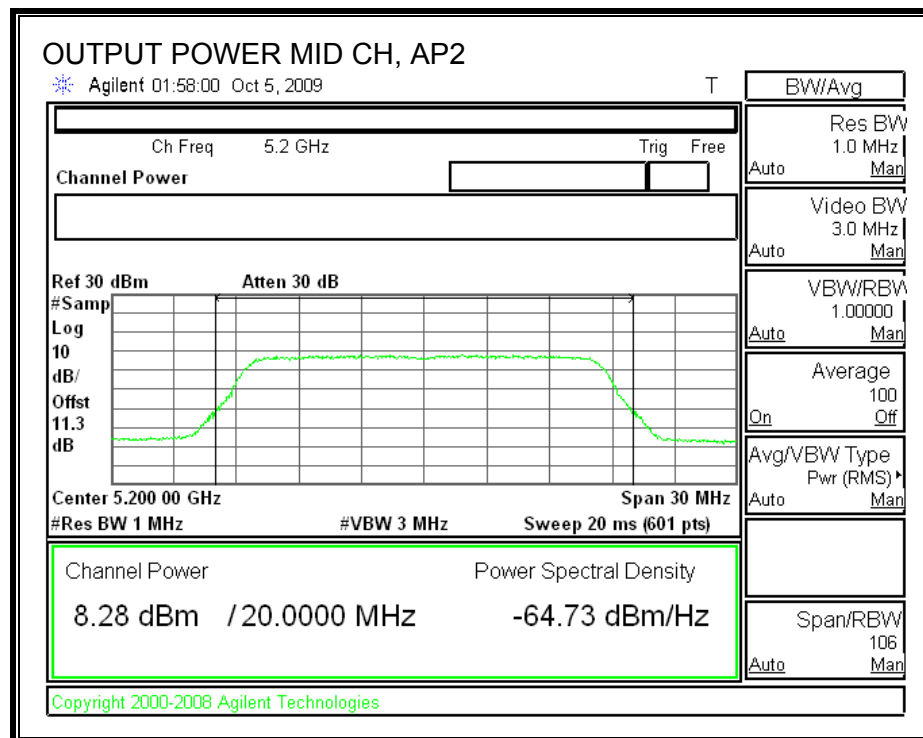 OUTPUT POWER MID CH, AP2
Agilent 01:58:00 Oct 5, 2009 T
BW/Avg
Ch Freq 5.2 GHz Trig Free
Channel Power
Res BW
1.0 MHz
Auto Man
Video BW
3.0 MHz
Auto Man
VBW/RBW
1.00000
Auto Man
Average
100
On Off
Avg/VBW Type
Pwr (RMS)
Auto Man
Span/RBW
106
Auto Man
Ref 30 dBm Atten 30 dB
#Samp
Log
10
dB/
Offst
11.3
dB
Center 5.200 00 GHz Span 30 MHz
#Res BW 1 MHz #VBW 3 MHz Sweep 20 ms (601 pts)
Channel Power Power Spectral Density
8.28 dBm / 20.0000 MHz -64.73 dBm/Hz
Copyright 2000-2008 Agilent Technologies